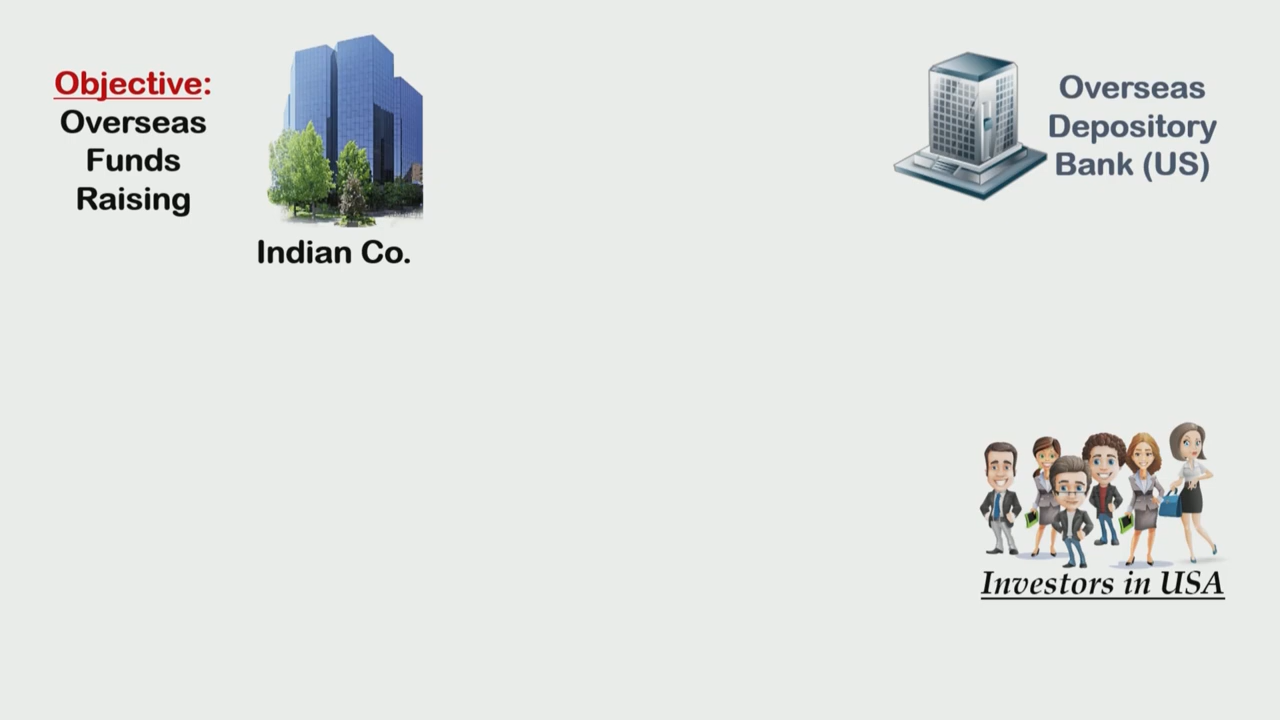 Objective:
Overseas
Funds
Raising
Indian Co.
Overseas
Depository
Bank (US)
Investors in USA